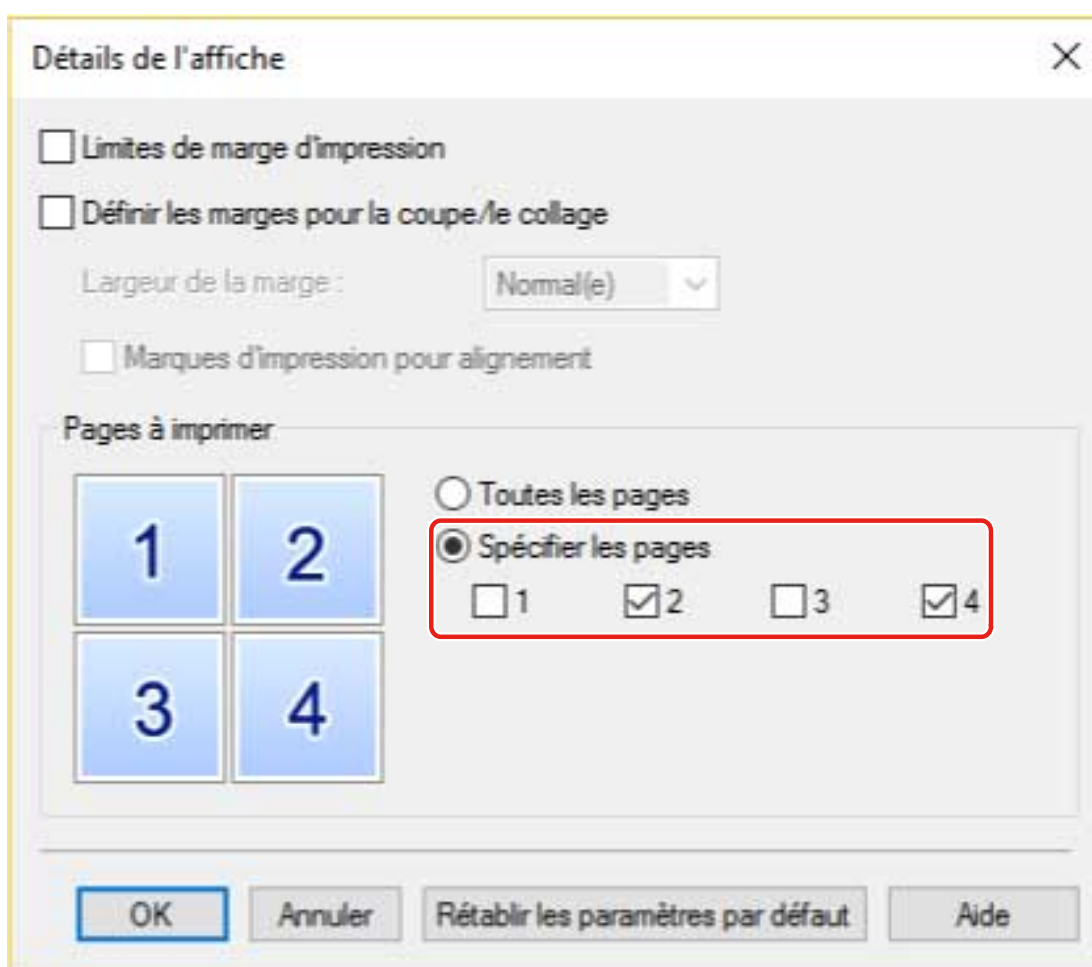 Détails de l'affiche
Limites de marge d'impression
Définir les marges pour la coupe/le collage
Largeur de la marge : Normal(e)
Marques d'impression pour alignement
Pages à imprimer
1 2
3 4
Toutes les pages
Spécifier les pages
1 2 3 4
OK Annuler Rétablir les paramètres par défaut Aide